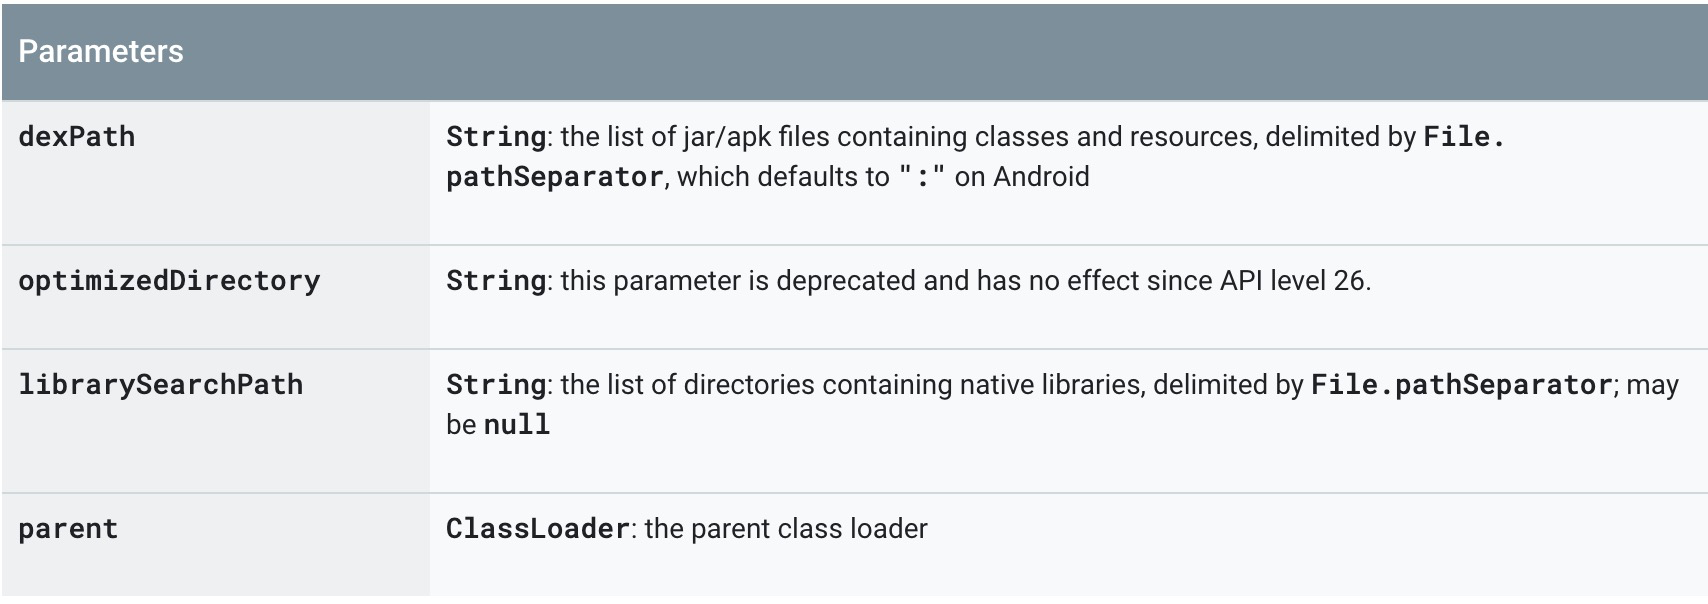 Parameters
dexPath
String: the list of jar/apk files containing classes and resources, delimited by File.
pathSeparator, which defaults to ":" on Android
optimizedDirectory
String: this parameter is deprecated and has no effect since API level 26.
librarySearchPath
String: the list of directories containing native libraries, delimited by File.pathSeparator; may
be null
parent
ClassLoader: the parent class loader